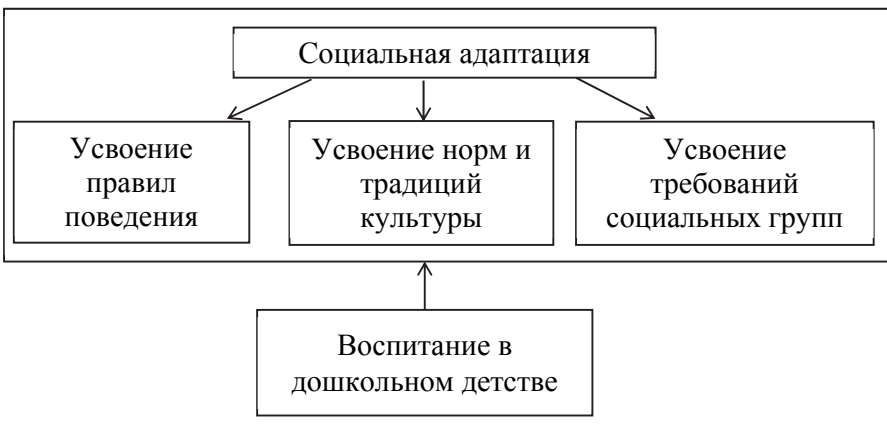 Социальная адаптация
Усвоение
правил
поведения
Усвоение норм и
традиций
культуры
Усвоение
требований
социальных групп
Воспитание в
дошкольном детстве